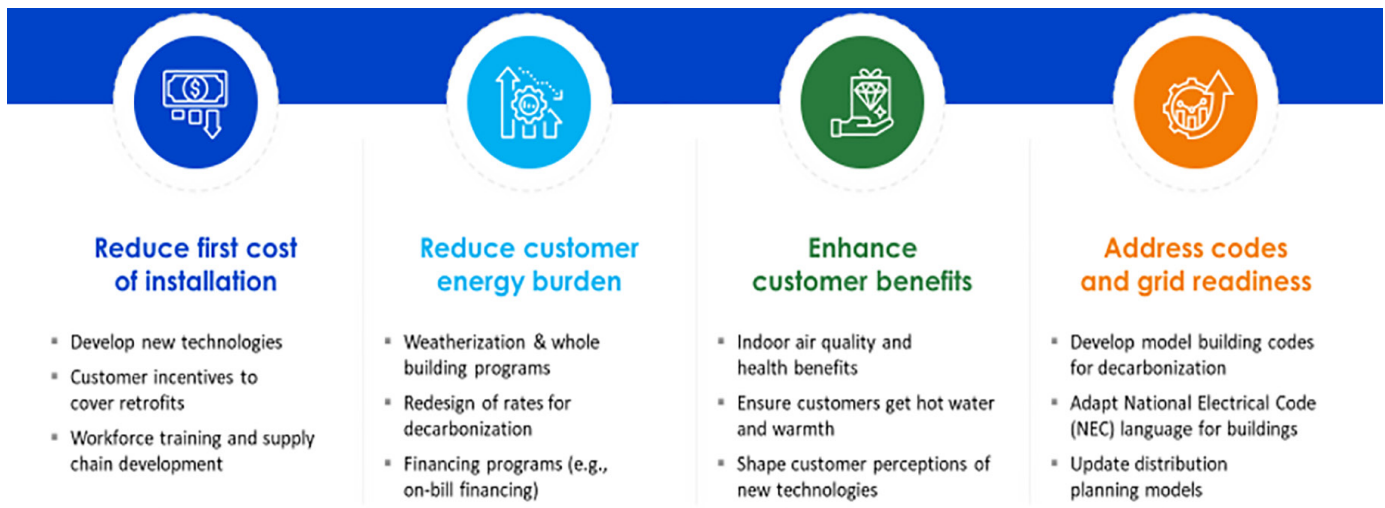 Reduce first cost
of installation
▪ Develop new technologies
▪ Customer incentives to
cover retrofits
▪ Workforce training and supply
chain development
Reduce customer
energy burden
▪ Weatherization & whole
building programs
▪ Redesign of rates for
decarbonization
▪ Financing programs (e.g.,
on-bill financing)
Enhance
customer benefits
▪ Indoor air quality and
health benefits
▪ Ensure customers get hot water
and warmth
▪ Shape customer perceptions of
new technologies
Address codes
and grid readiness
▪ Develop model building codes
for decarbonization
▪ Adapt National Electrical Code
(NEC) language for buildings
▪ Update distribution
planning models